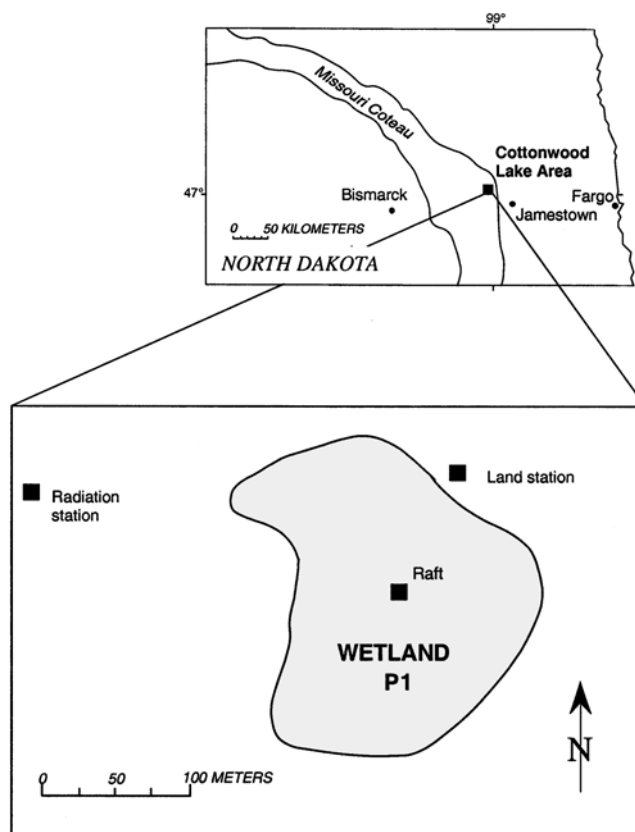 99°
Missouri Coteau
Cottonwood
Lake Area
47°
Bismarck
Fargo
Jamestown
0 50 KILOMETERS
NORTH DAKOTA
Radiation
station
Land station
Raft
WETLAND
P1
0 50 100 METERS
N